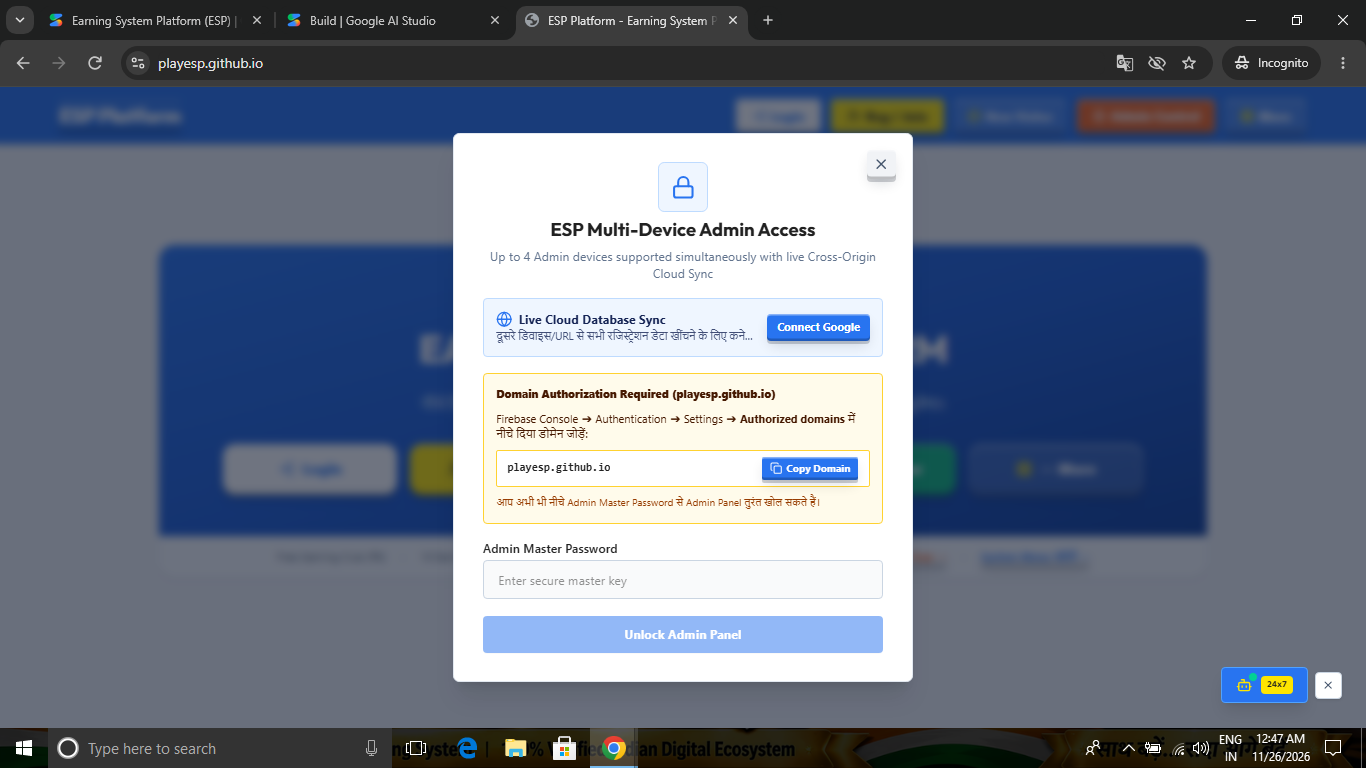 Earning System Platform (ESP) |
Build | Google AI Studio
ESP Platform - Earning System P
playesp.github.io
Incognito
ESP Platform
ESP Multi-Device Admin Access
Up to 4 Admin devices supported simultaneously with live Cross-Origin
Cloud Sync
Live Cloud Database Sync
दूसरे डिवाइस/URL से सभी रजिस्ट्रेशन डेटा खींचने के लिए कने...
Connect Google
Domain Authorization Required (playesp.github.io)
Firebase Console ➔ Authentication ➔ Settings ➔ Authorized domains में
नीचे दिया डोमेन जोड़ें:
playesp.github.io
Copy Domain
आप अभी भी नीचे Admin Master Password से Admin Panel तुरंत खोल सकते हैं।
Admin Master Password
Enter secure master key
Unlock Admin Panel
24x7
Type here to search
ENG
IN
12:47 AM
11/26/2026
Digital Ecosystem